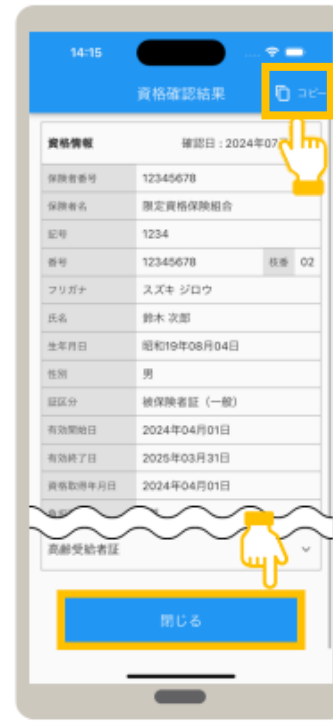 14:15
資格確認結果
コピー
資格情報 確認日：2024年07
保険者番号 12345678
保険者名 限定資格保険組合
記号 1234
番号 12345678 枝番 02
フリガナ スズキ ジロウ
氏名 鈴木 次郎
生年月日 昭和19年08月04日
性別 男
証区分 被保険者証（一般）
有効開始日 2024年04月01日
有効終了日 2025年03月31日
資格取得年月日 2024年04月01日
高齢受給者証
閉じる